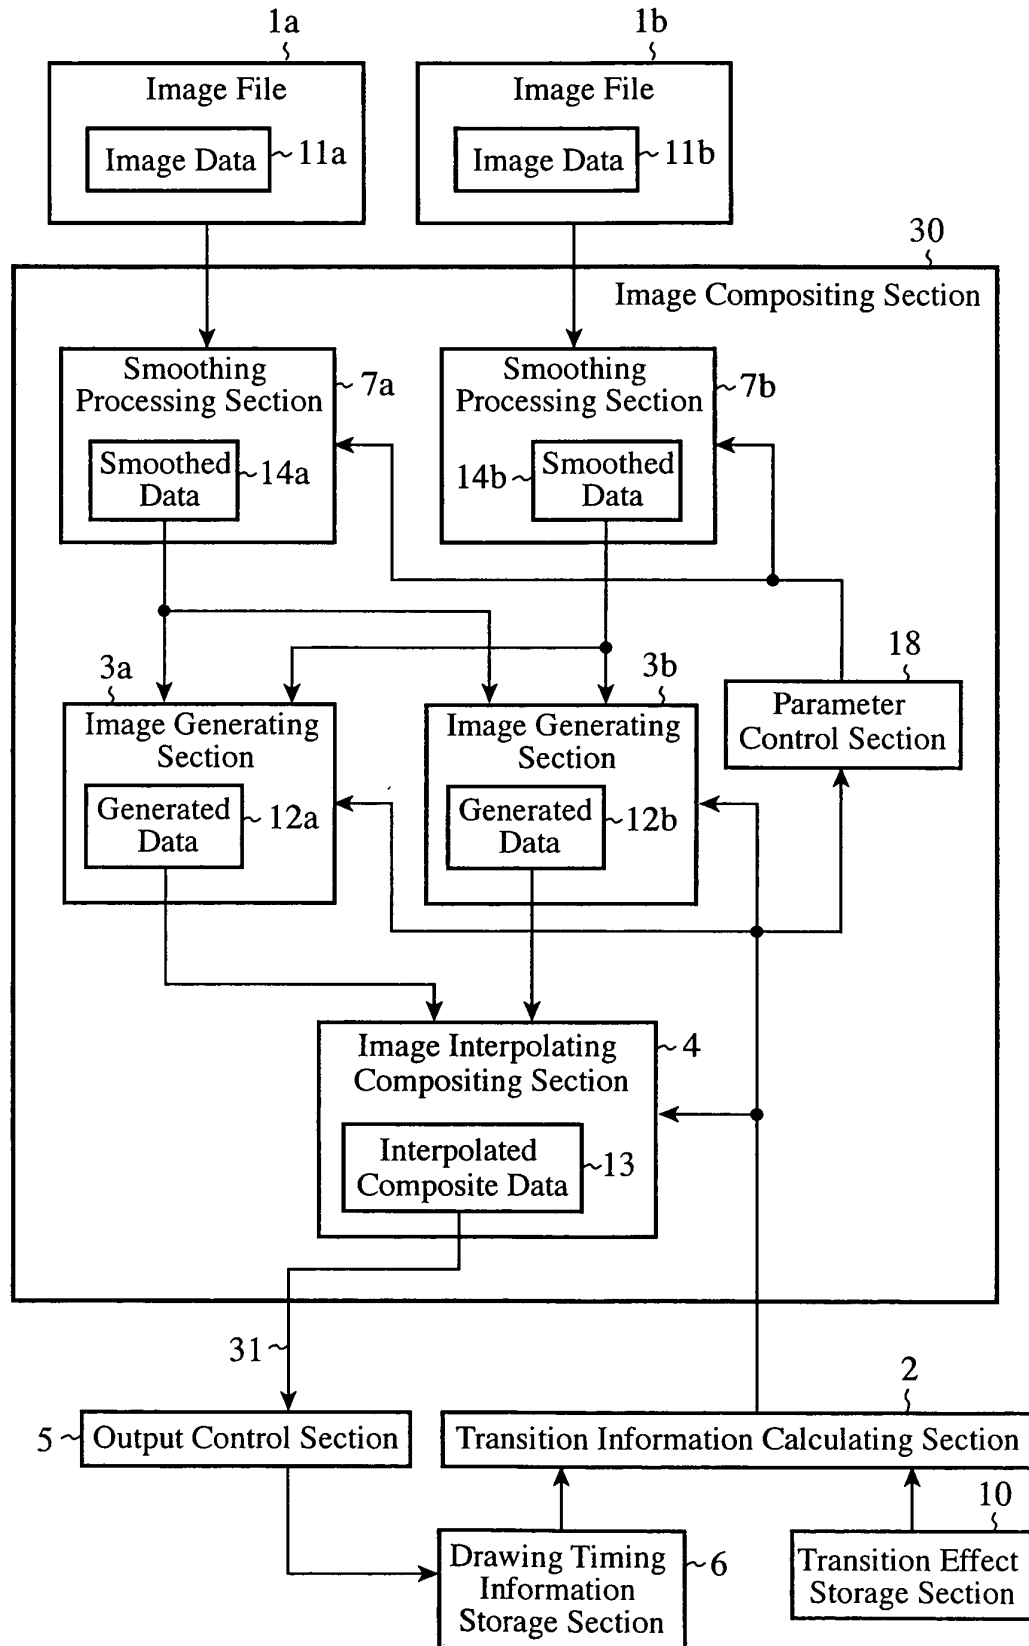 1a
1b
Image File
Image Data
11a
Image File
Image Data
11b
30
Image Compositing Section
Smoothing
Processing Section
7a
Smoothed
Data
14a
Smoothing
Processing Section
7b
14b
Smoothed
Data
3a
Image Generating
Section
Generated
Data
12a
3b
Image Generating
Section
Generated
Data
12b
18
Parameter
Control Section
Image Interpolating
Compositing Section
4
Interpolated
Composite Data
13
31
2
5
Output Control Section
Transition Information Calculating Section
10
Drawing Timing
Information
Storage Section
6
Transition Effect
Storage Section